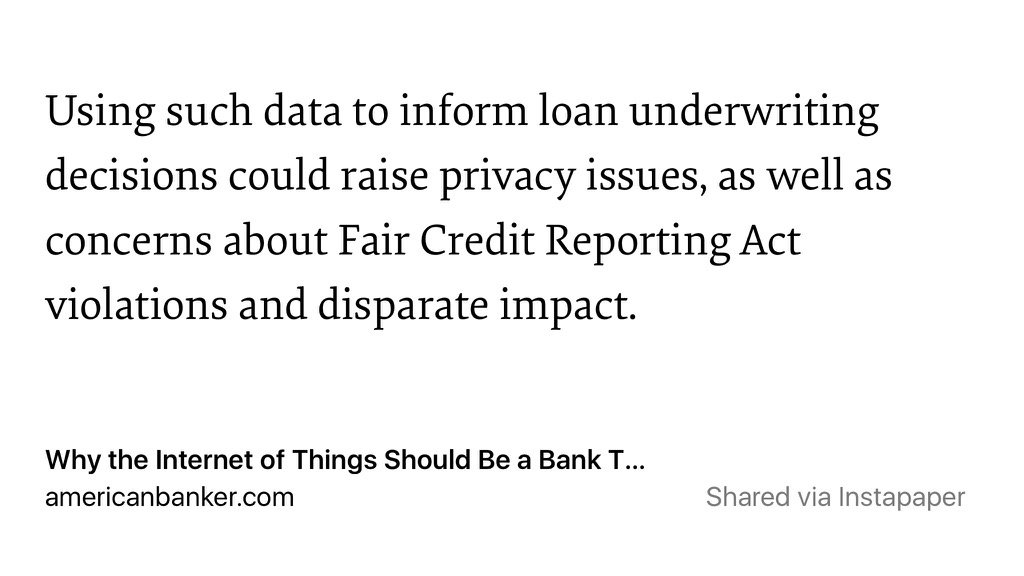 Using such data to inform loan underwriting
decisions could raise privacy issues, as well as
concerns about Fair Credit Reporting Act
violations and disparate impact.
Why the Internet of Things Should Be a Bank T...
americanbanker.com
Shared via Instapaper